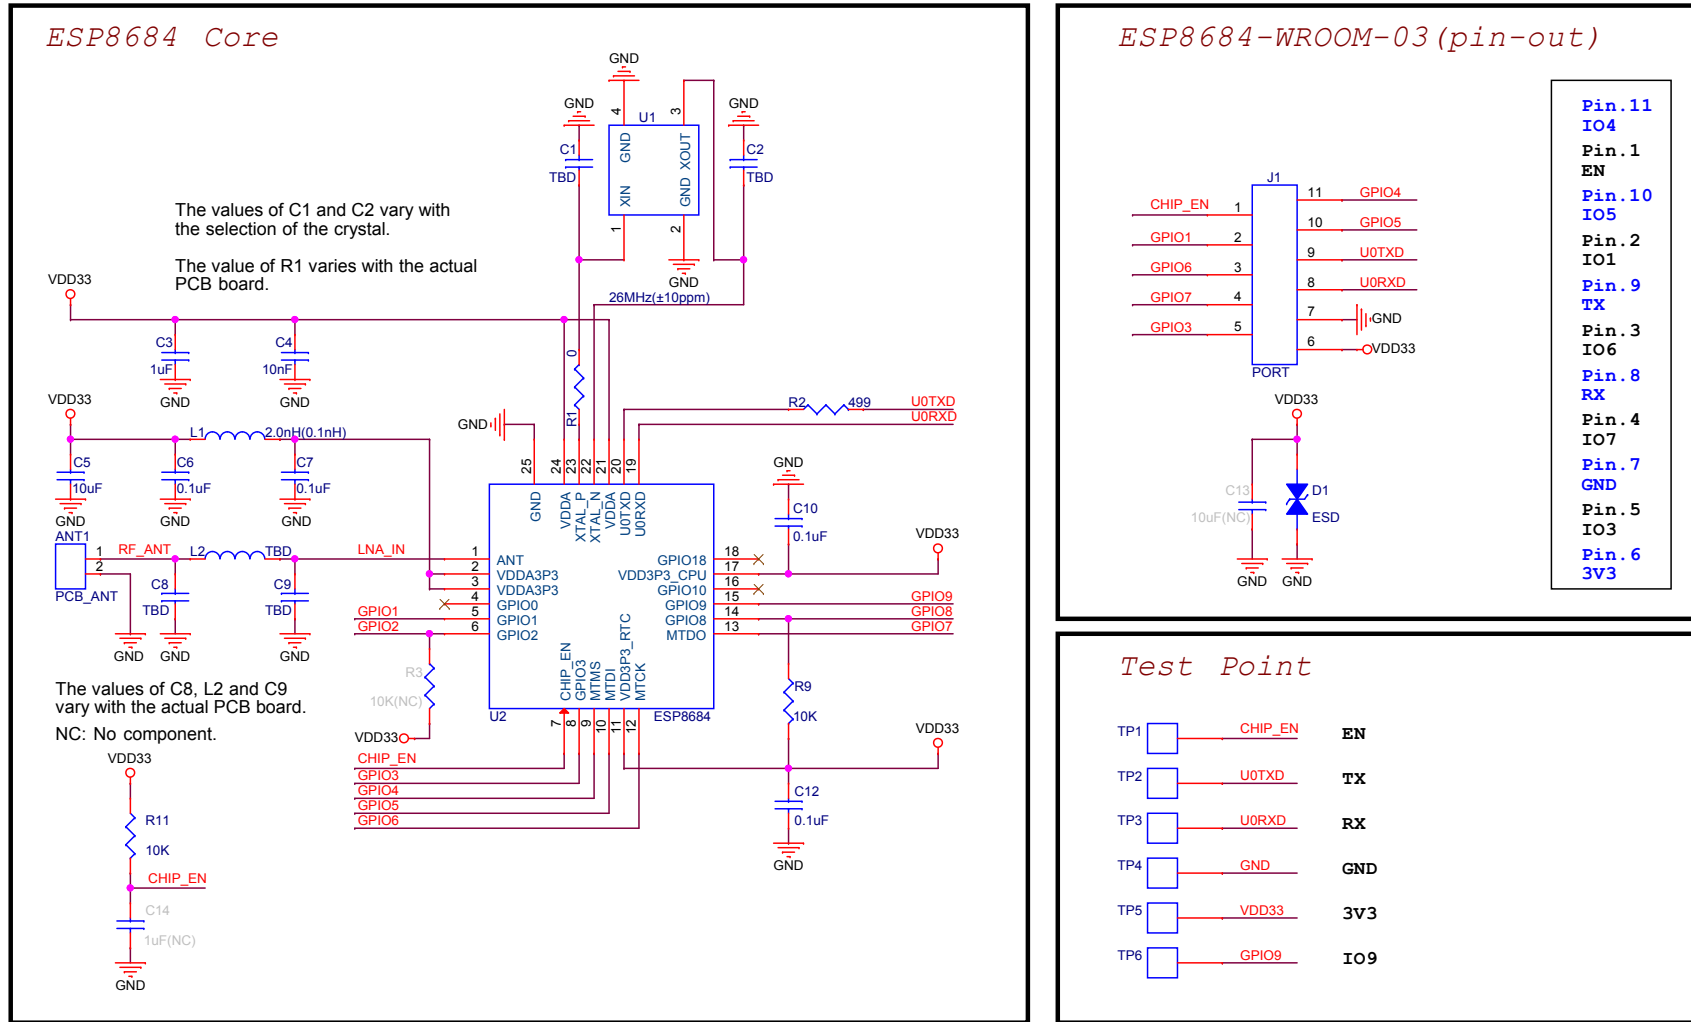 ESP8684 Core
GND
GND
4
3
U1
GND
C1
TBD
GND
XOUT
XIN
GND
C2
TBD
1
2
GND
26MHz(±10ppm)
The values of C1 and C2 vary with
the selection of the crystal.
The value of R1 varies with the actual
PCB board.
VDD33
C3
1uF
GND
C4
10nF
GND
0
R1
VDD33
L1
2.0nH(0.1nH)
C5
10uF
GND
C6
0.1uF
GND
C7
0.1uF
GND
GND
R2
499
U0TXD
U0RXD
25
24
23
22
21
20
19
GND
VDDA
XTAL_P
XTAL_N
VDDA
U0TXD
U0RXD
GND
C10
0.1uF
VDD33
ANT1
1
2
PCB_ANT
RF_ANT
L2
TBD
LNA_IN
C8
TBD
C9
TBD
GND
GND
GND
1
ANT
2
VDDA3P3
3
VDDA3P3
4
GPIO0
GPIO1
5
GPIO1
GPIO2
6
GPIO2
GPIO18
18
VDD3P3_CPU
17
GPIO10
16
GPIO9
15
GPIO9
GPIO8
14
GPIO8
MTDO
13
GPIO7
CHIP_EN
GPIO3
MTMS
MTDI
VDD3P3_RTC
MTCK
U2
ESP8684
7
8
9
10
11
12
R3
10K(NC)
VDD33
R9
10K
VDD33
CHIP_EN
GPIO3
GPIO4
GPIO5
GPIO6
C12
0.1uF
GND
The values of C8, L2 and C9
vary with the actual PCB board.
NC: No component.
VDD33
R11
10K
CHIP_EN
C14
1uF(NC)
GND
ESP8684-WROOM-03(pin-out)
J1
CHIP_EN
1
GPIO1
2
GPIO6
3
GPIO7
4
GPIO3
5
11
GPIO4
10
GPIO5
9
U0TXD
8
U0RXD
7
GND
6
VDD33
PORT
VDD33
C13
10uF(NC)
D1
ESD
GND
GND
Pin.11
IO4
Pin.1
EN
Pin.10
IO5
Pin.2
IO1
Pin.9
TX
Pin.3
IO6
Pin.8
RX
Pin.4
IO7
Pin.7
GND
Pin.5
IO3
Pin.6
3V3
Test Point
TP1
CHIP_EN
EN
TP2
U0TXD
TX
TP3
U0RXD
RX
TP4
GND
GND
TP5
VDD33
3V3
TP6
GPIO9
IO9